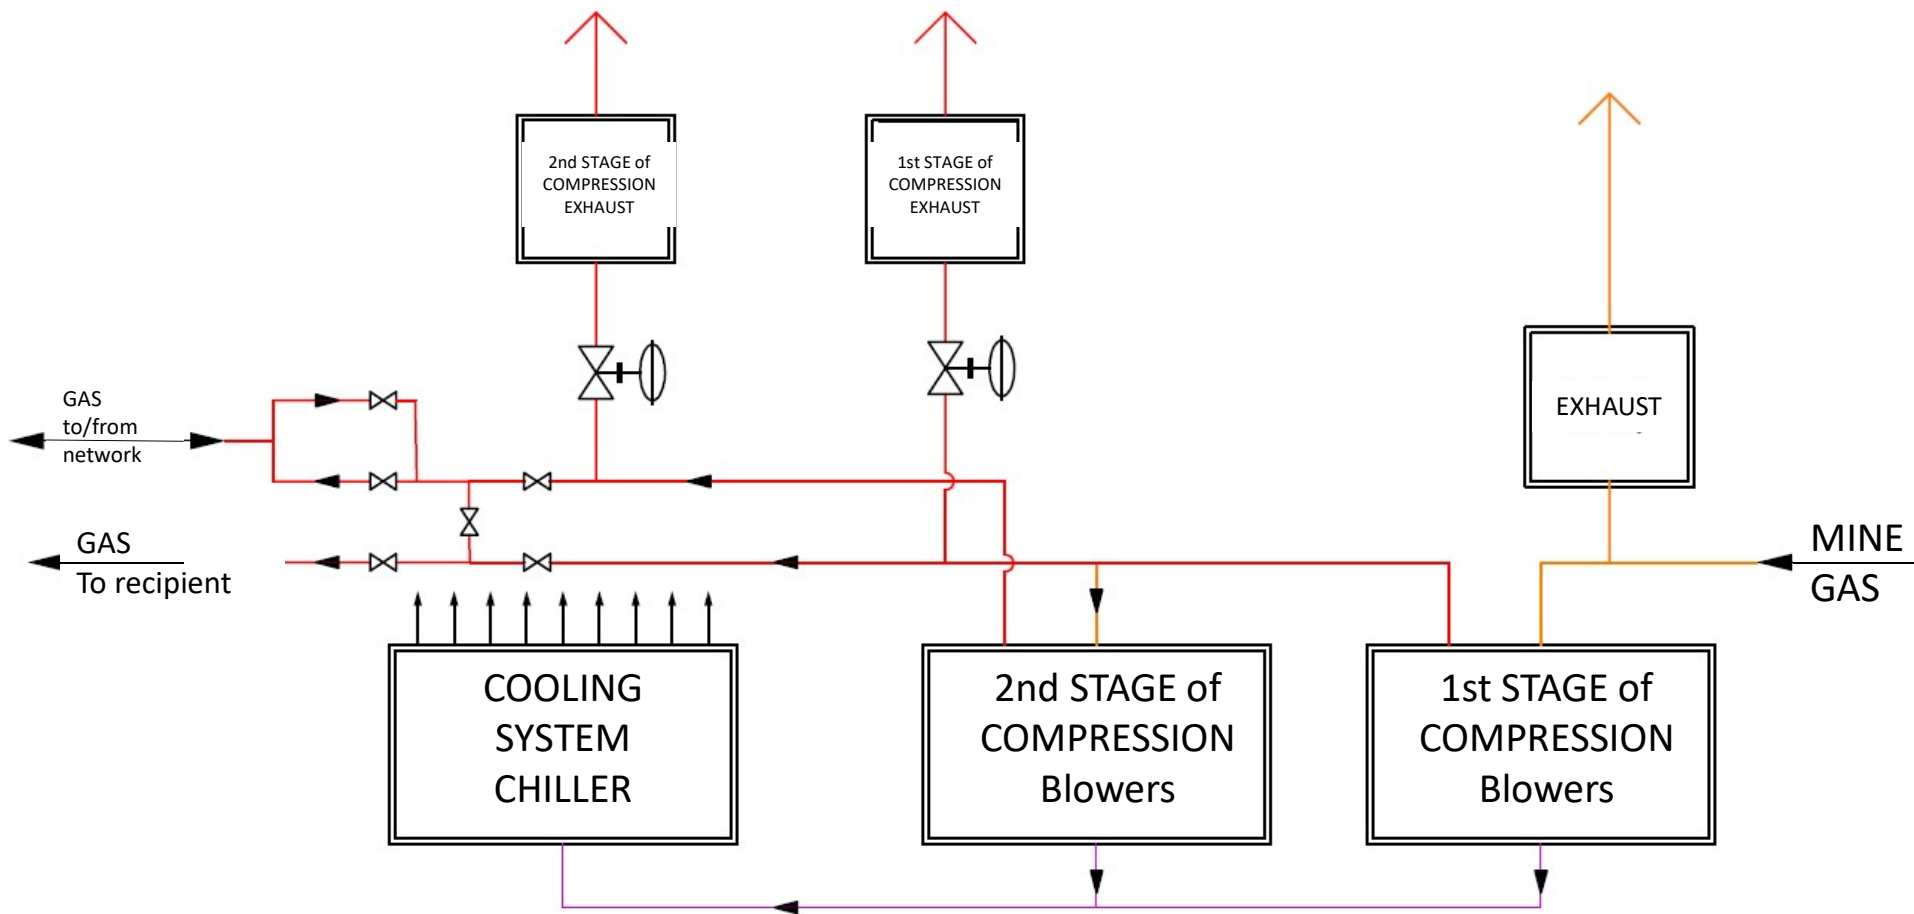 2nd STAGE of
COMPRESSION
EXHAUST
1st STAGE of
COMPRESSION
EXHAUST
EXHAUST
GAS
to/from
network
GAS
To recipient
MINE
GAS
COOLING
SYSTEM
CHILLER
2nd STAGE of
COMPRESSION
Blowers
1st STAGE of
COMPRESSION
Blowers